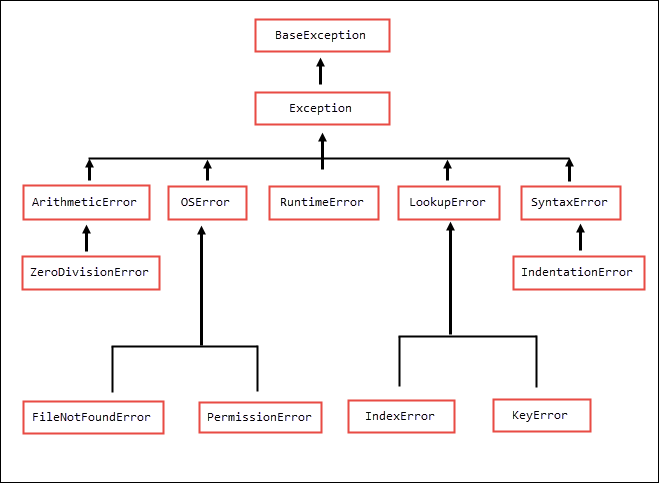 BaseException
Exception
ArithmeticError
OSError
RuntimeError
LookupError
SyntaxError
ZeroDivisionError
IndentationError
FileNotFoundError
PermissionError
IndexError
KeyError